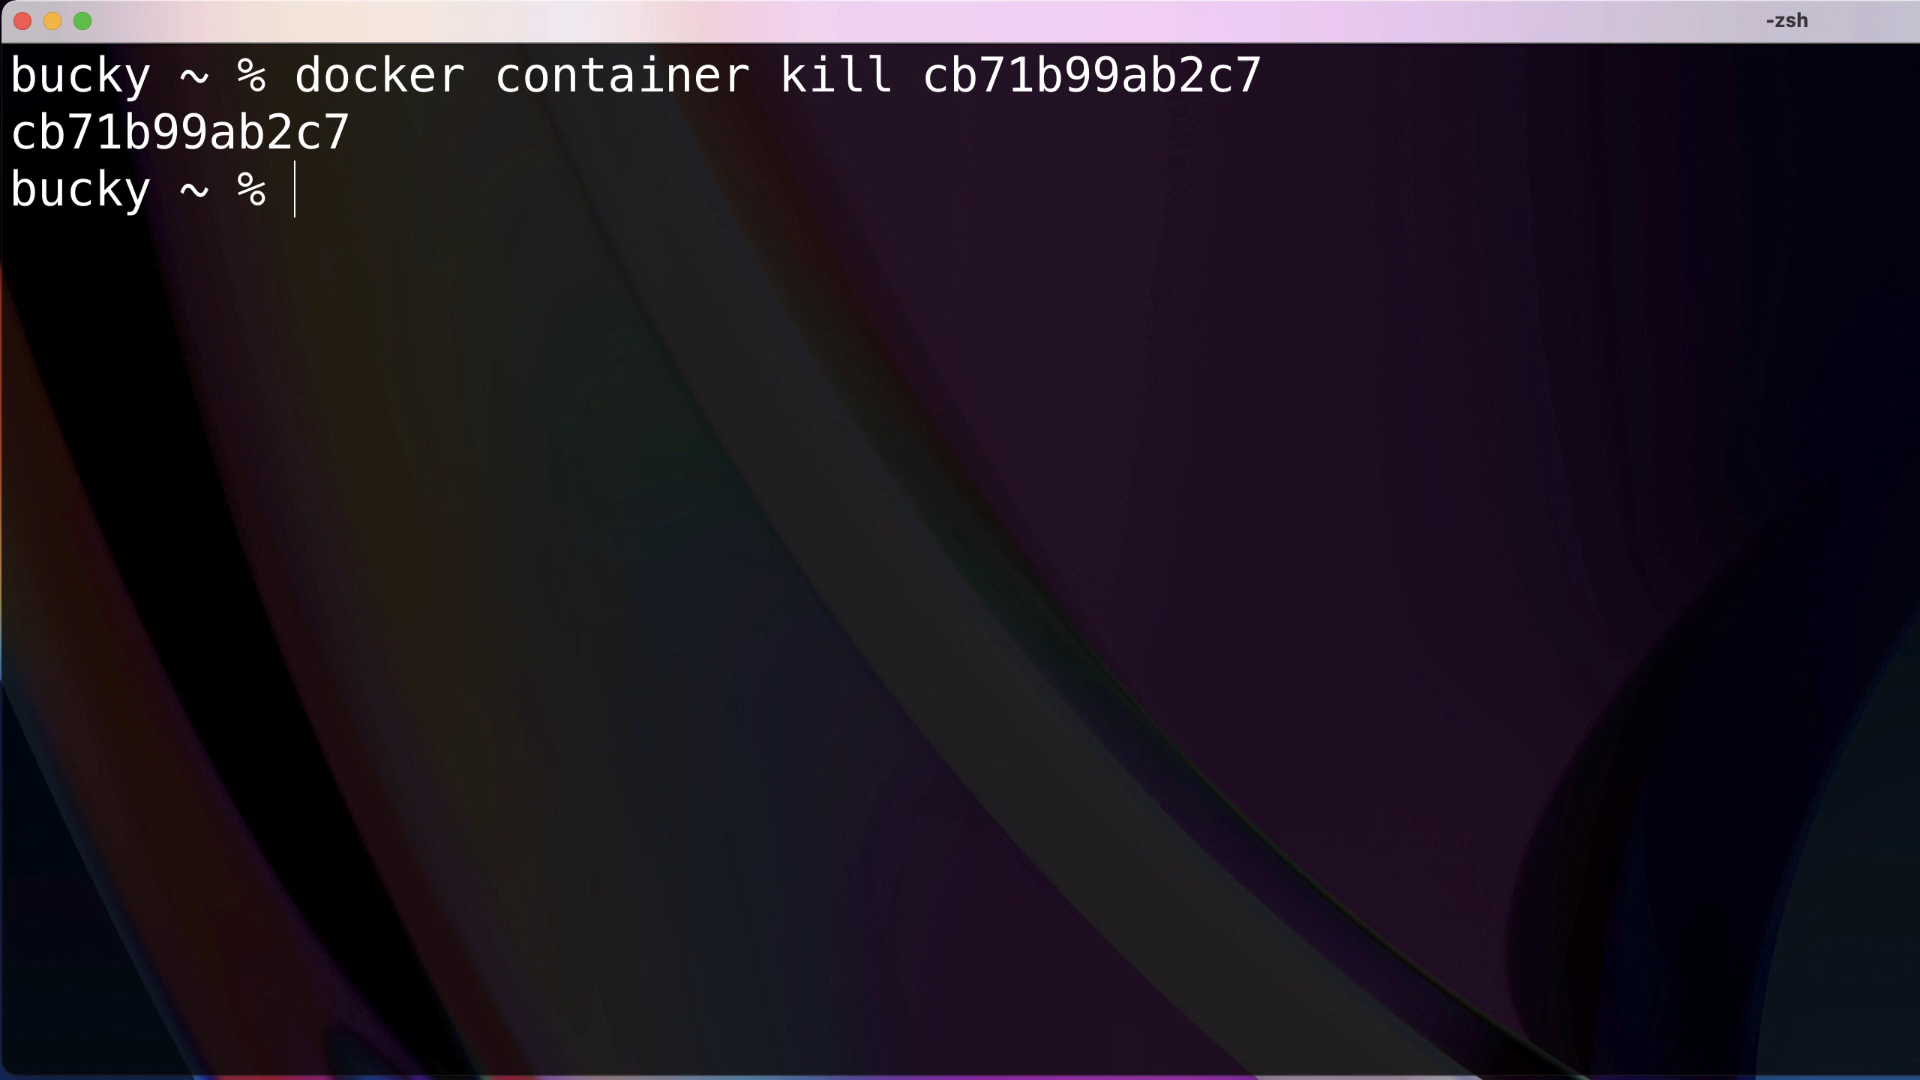 -zsh
bucky ~ % docker container kill cb71b99ab2c7
cb71b99ab2c7
bucky ~ %